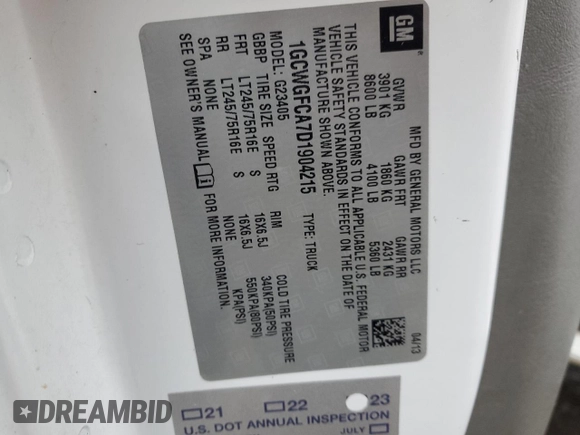 GM
MFD BY GENERAL MOTORS LLC 04/13
GVWR GAWR FRT GAWR RR
3901 KG 1860 KG 2431 KG
8600 LB 4100 LB 5360 LB
THIS VEHICLE CONFORMS TO ALL APPLICABLE U.S. FEDERAL MOTOR
VEHICLE SAFETY STANDARDS IN EFFECT ON THE DATE OF
MANUFACTURE SHOWN ABOVE.
1GCWGFCA7D1904215 TYPE: TRUCK
MODEL: G23405
GBBP TIRE SIZE SPEED RTG RIM COLD TIRE PRESSURE
FRT LT245/75R16E S 16X6.5J 340KPA(50PSI)
RR LT245/75R16E S 16X6.5J 550KPA(80PSI)
SPA NONE NONE KPA(PSI)
SEE OWNER'S MANUAL i FOR MORE INFORMATION.
21 22 23
U.S. DOT ANNUAL INSPECTION
JULY
DREAMBID